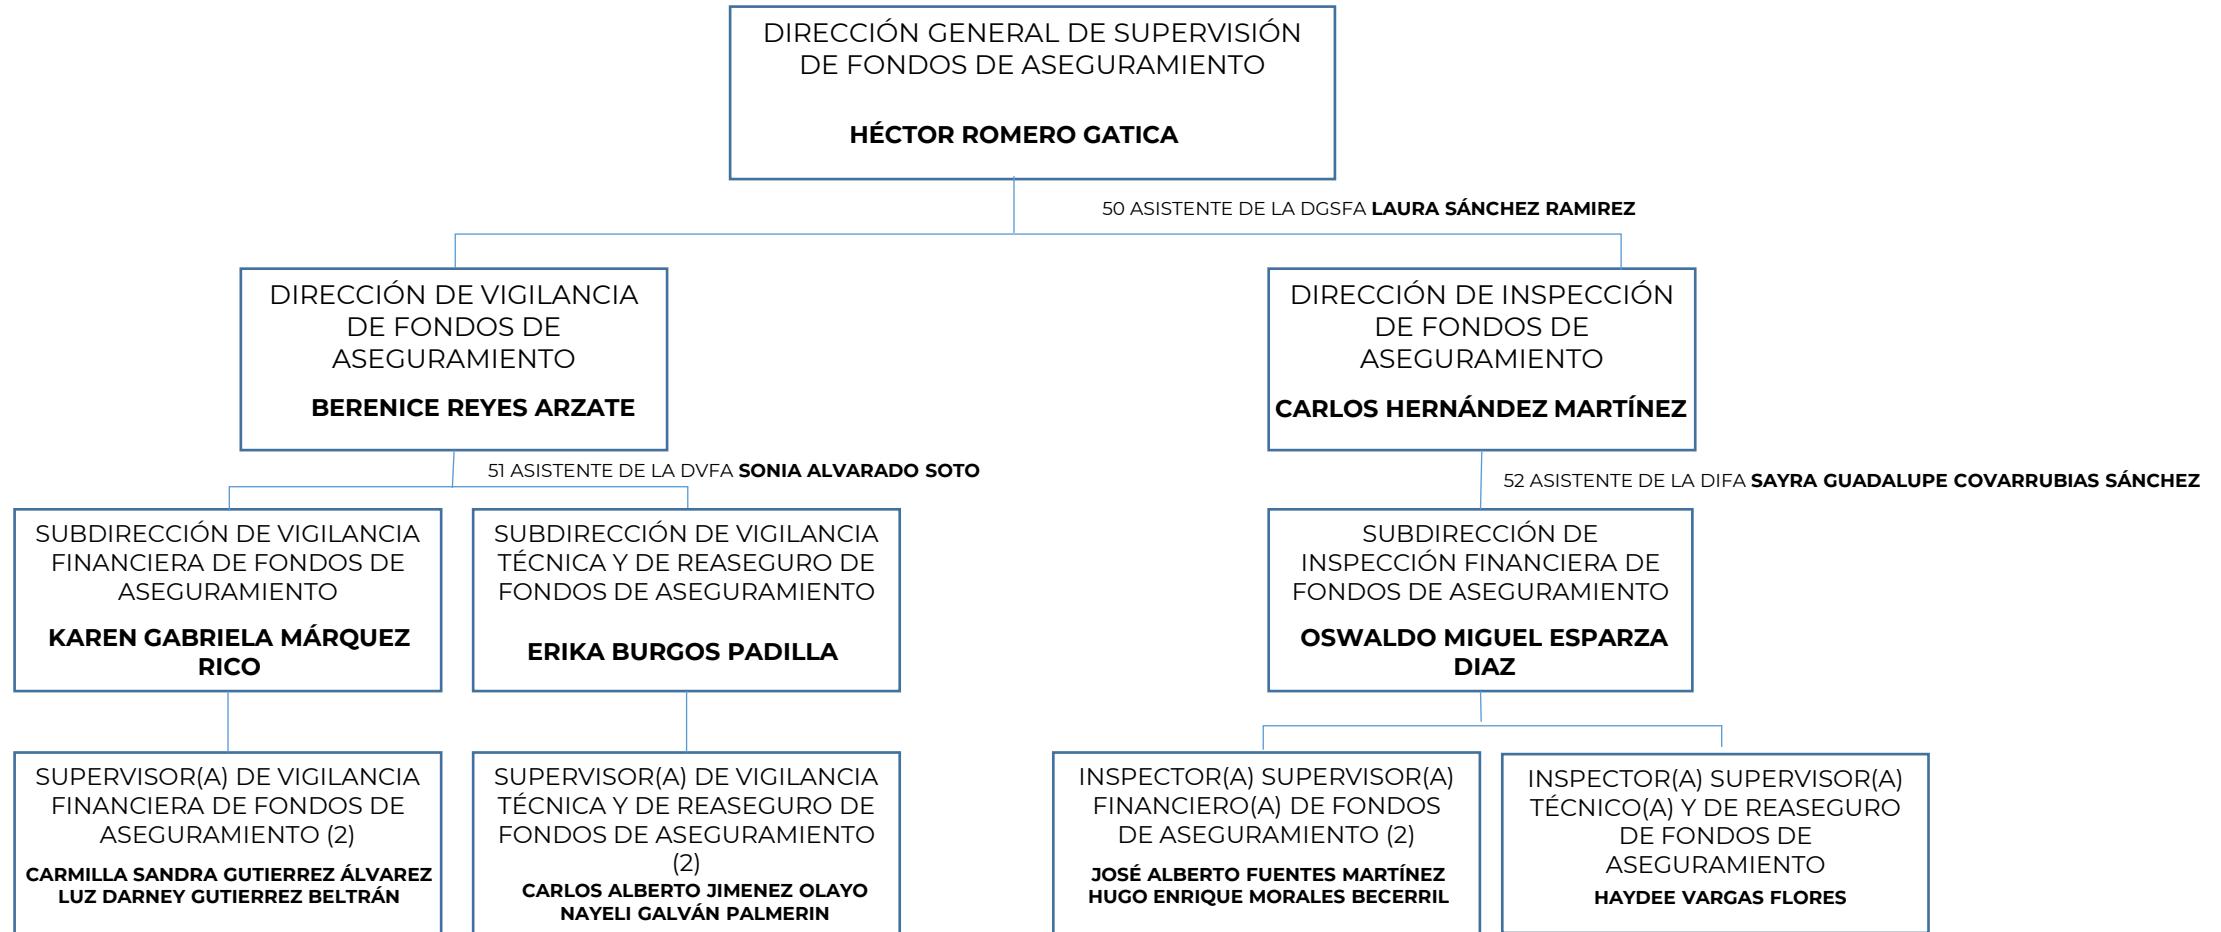 DIRECCIÓN GENERAL DE SUPERVISIÓN
DE FONDOS DE ASEGURAMIENTO
HÉCTOR ROMERO GATICA
50 ASISTENTE DE LA DGSFA LAURA SÁNCHEZ RAMIREZ
DIRECCIÓN DE VIGILANCIA
DE FONDOS DE
ASEGURAMIENTO
BERENICE REYES ARZATE
DIRECCIÓN DE INSPECCIÓN
DE FONDOS DE
ASEGURAMIENTO
CARLOS HERNÁNDEZ MARTÍNEZ
51 ASISTENTE DE LA DVFA SONIA ALVARADO SOTO
52 ASISTENTE DE LA DIFA SAYRA GUADALUPE COVARRUBIAS SÁNCHEZ
SUBDIRECCIÓN DE VIGILANCIA
FINANCIERA DE FONDOS DE
ASEGURAMIENTO
KAREN GABRIELA MÁRQUEZ
RICO
SUBDIRECCIÓN DE VIGILANCIA
TÉCNICA Y DE REASEGURO DE
FONDOS DE ASEGURAMIENTO
ERIKA BURGOS PADILLA
SUBDIRECCIÓN DE
INSPECCIÓN FINANCIERA DE
FONDOS DE ASEGURAMIENTO
OSWALDO MIGUEL ESPARZA
DIAZ
SUPERVISOR(A) DE VIGILANCIA
FINANCIERA DE FONDOS DE
ASEGURAMIENTO (2)
CARMILLA SANDRA GUTIERREZ ÁLVAREZ
LUZ DARNEY GUTIERREZ BELTRÁN
SUPERVISOR(A) DE VIGILANCIA
TÉCNICA Y DE REASEGURO DE
FONDOS DE ASEGURAMIENTO
(2)
CARLOS ALBERTO JIMENEZ OLAYO
NAYELI GALVÁN PALMERIN
INSPECTOR(A) SUPERVISOR(A)
FINANCIERO(A) DE FONDOS
DE ASEGURAMIENTO (2)
JOSÉ ALBERTO FUENTES MARTÍNEZ
HUGO ENRIQUE MORALES BECERRIL
INSPECTOR(A) SUPERVISOR(A)
TÉCNICO(A) Y DE REASEGURO
DE FONDOS DE
ASEGURAMIENTO
HAYDEE VARGAS FLORES